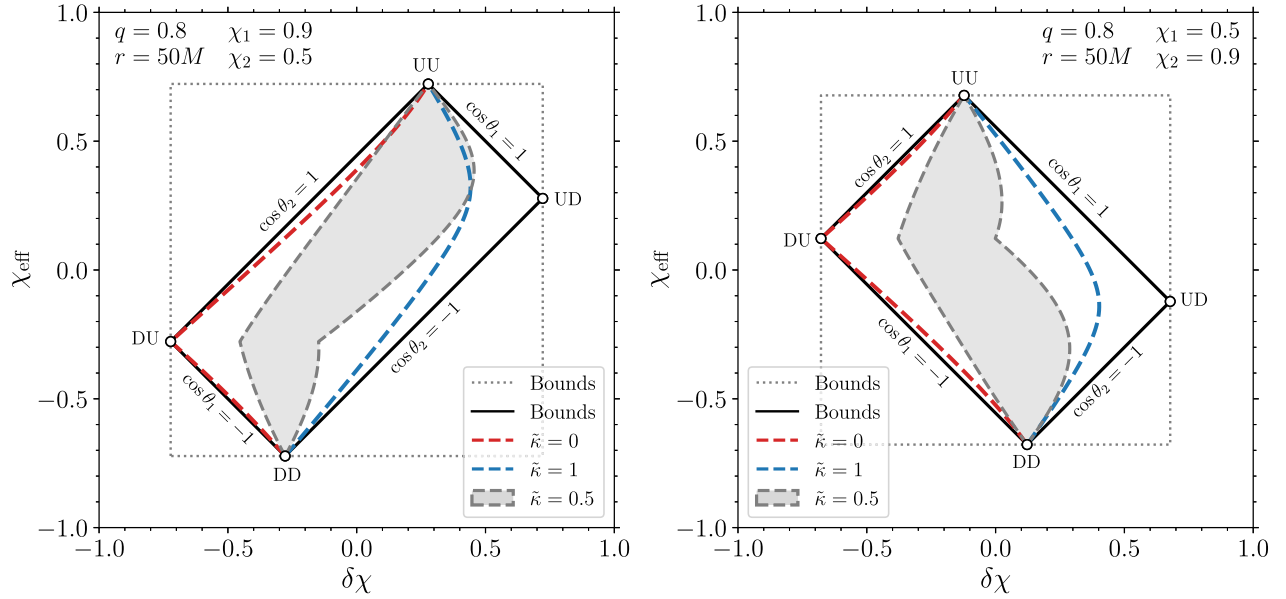 q = 0.8 χ₁ = 0.9
r = 50M χ₂ = 0.5
UU
cos θ₁ = 1
UD
cos θ₂ = 1
DU
cos θ₁ = −1
cos θ₂ = −1
DD
Bounds
Bounds
κ̃ = 0
κ̃ = 1
κ̃ = 0.5
1.0
0.5
0.0
−0.5
−1.0
χeff
−1.0 −0.5 0.0 0.5 1.0
δχ
q = 0.8 χ₁ = 0.5
r = 50M χ₂ = 0.9
UU
cos θ₂ = 1
cos θ₁ = 1
DU
UD
cos θ₁ = −1
cos θ₂ = −1
DD
Bounds
Bounds
κ̃ = 0
κ̃ = 1
κ̃ = 0.5
1.0
0.5
0.0
−0.5
−1.0
χeff
−1.0 −0.5 0.0 0.5 1.0
δχ